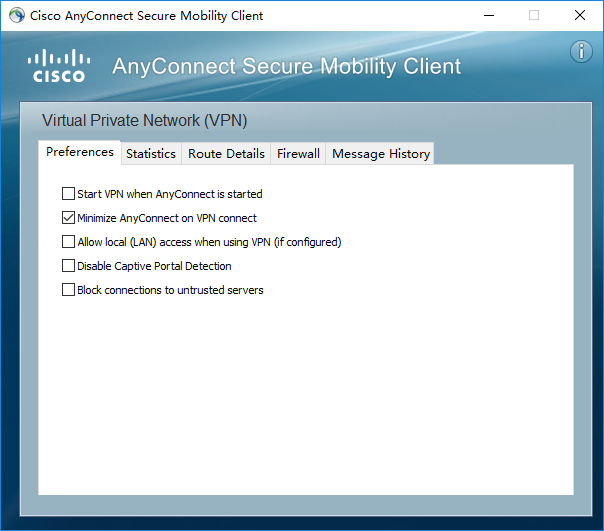 Cisco AnyConnect Secure Mobility Client
CISCO
AnyConnect Secure Mobility Client
Virtual Private Network (VPN)
Preferences Statistics Route Details Firewall Message History
Start VPN when AnyConnect is started
Minimize AnyConnect on VPN connect
Allow local (LAN) access when using VPN (if configured)
Disable Captive Portal Detection
Block connections to untrusted servers